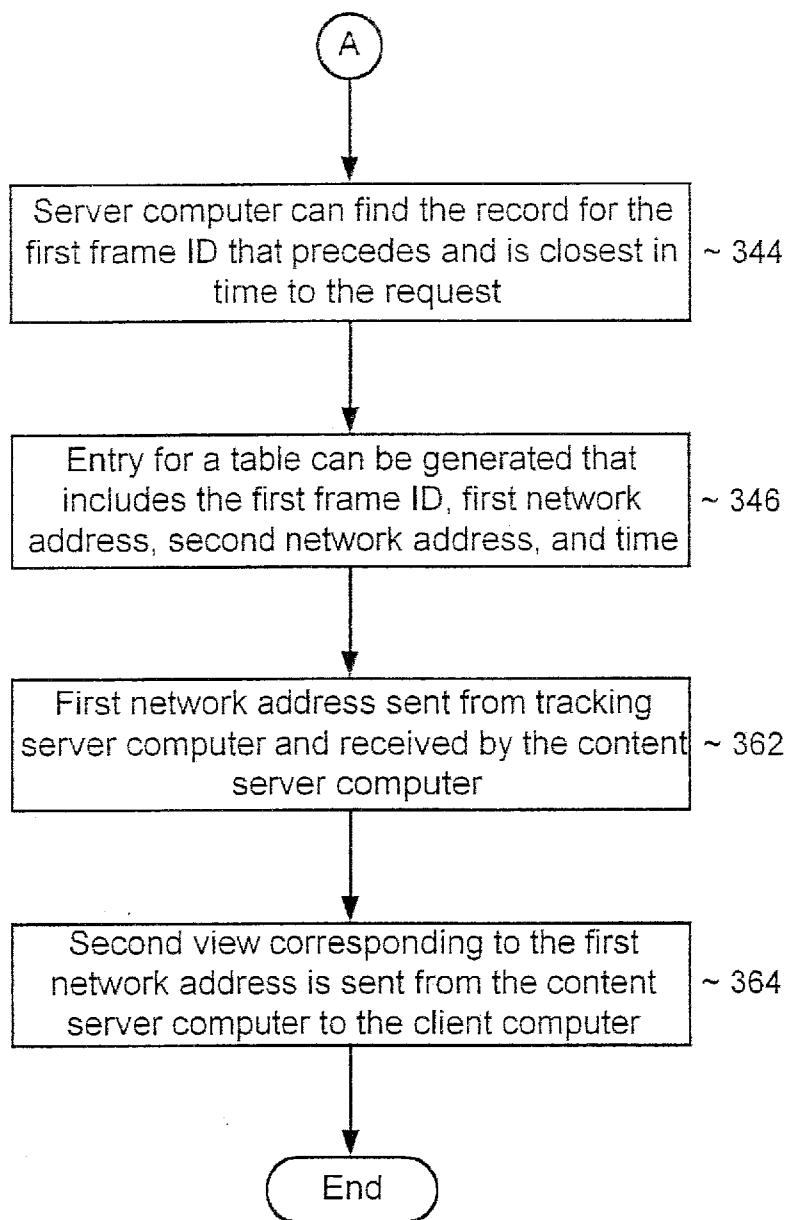 A
Server computer can find the record for the
first frame ID that precedes and is closest in
time to the request
~ 344
Entry for a table can be generated that
includes the first frame ID, first network
address, second network address, and time
~ 346
First network address sent from tracking
server computer and received by the content
server computer
~ 362
Second view corresponding to the first
network address is sent from the content
server computer to the client computer
~ 364
End